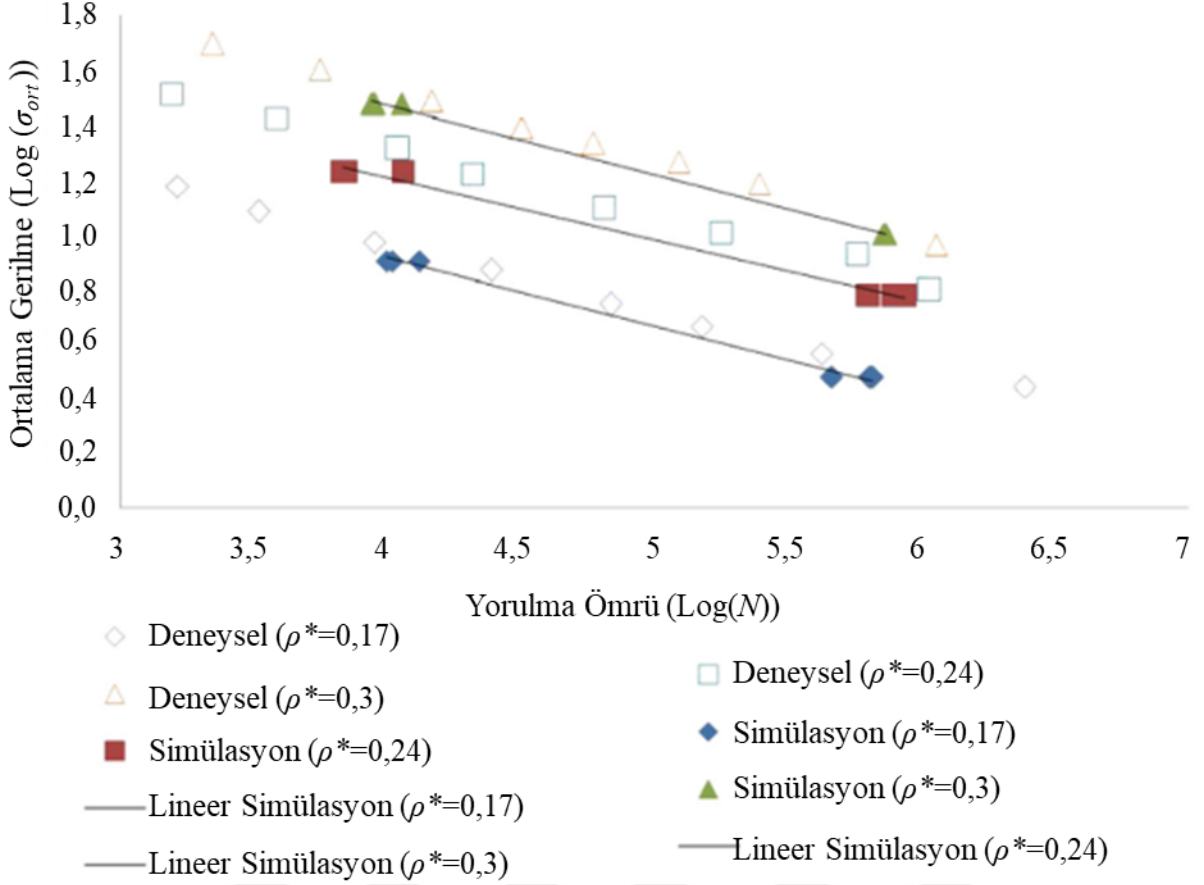 1,8
1,6
1,4
1,2
1,0
0,8
0,6
0,4
0,2
0,0
Ortalama Gerilme (Log (σort))
3 3,5 4 4,5 5 5,5 6 6,5 7
Yorulma Ömrü (Log(N))
Deneysel (ρ*=0,17)
Deneysel (ρ*=0,24)
Deneysel (ρ*=0,3)
Simülasyon (ρ*=0,17)
Simülasyon (ρ*=0,24)
Simülasyon (ρ*=0,3)
Lineer Simülasyon (ρ*=0,17)
Lineer Simülasyon (ρ*=0,24)
Lineer Simülasyon (ρ*=0,3)